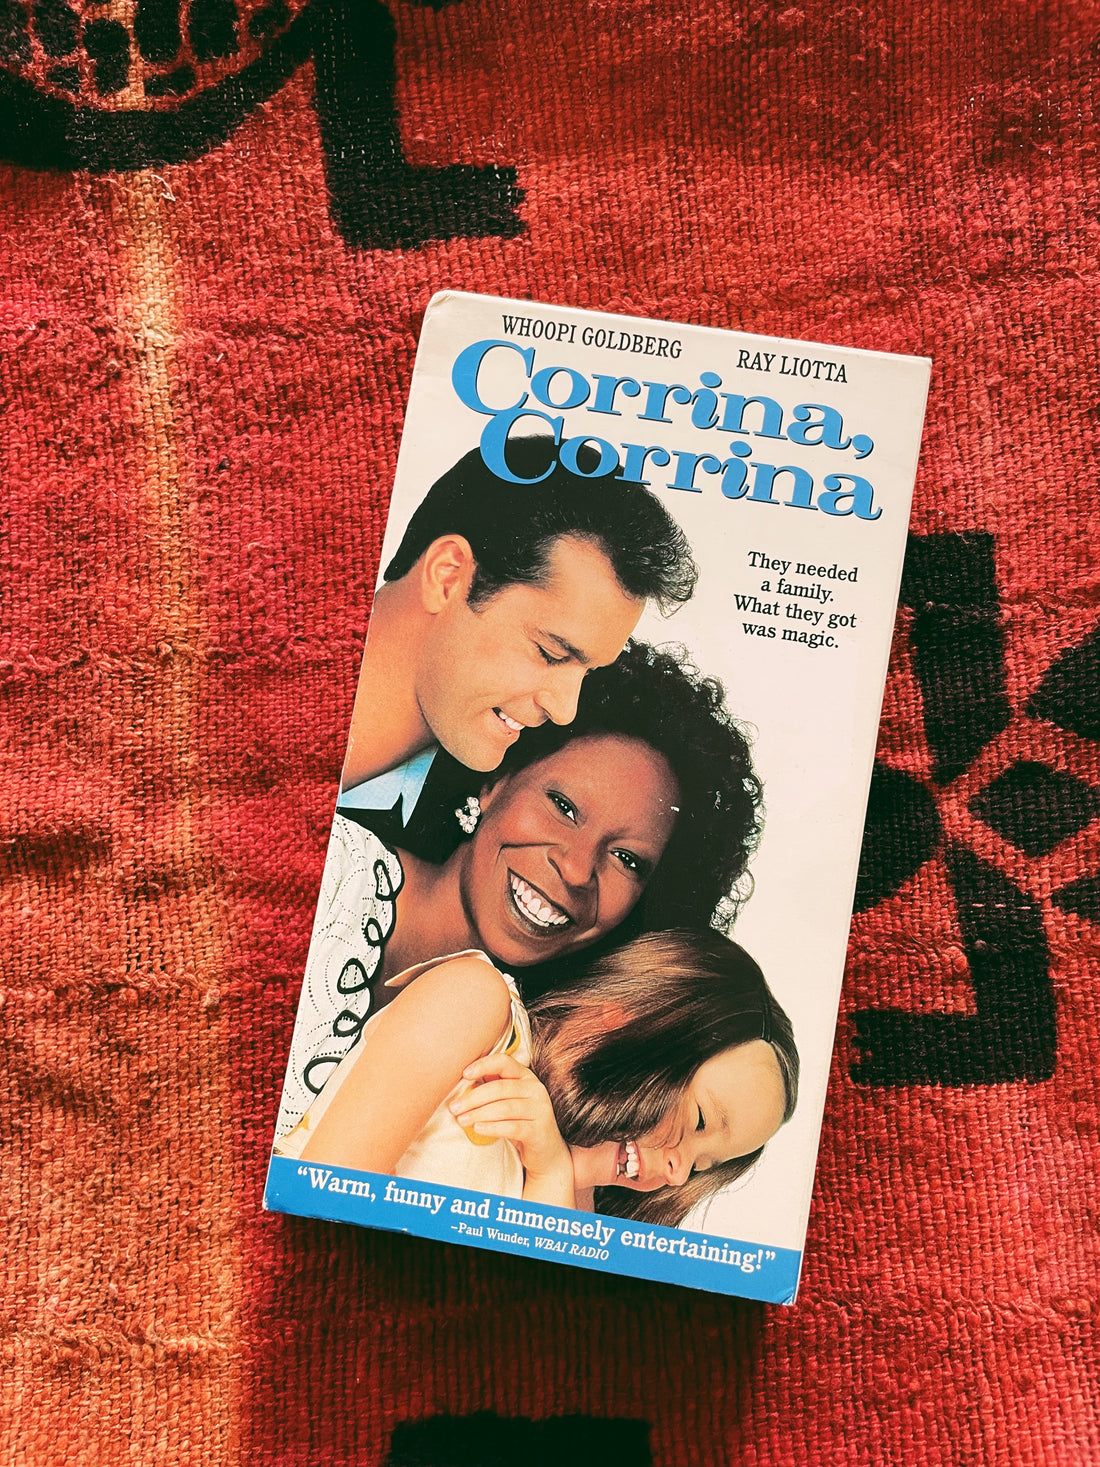 WHOOPI GOLDBERG RAY LIOTTA
Corrina,
Corrina
They needed
a family.
What they got
was magic.
“Warm, funny and immensely entertaining!”
–Paul Wunder, WBAI RADIO